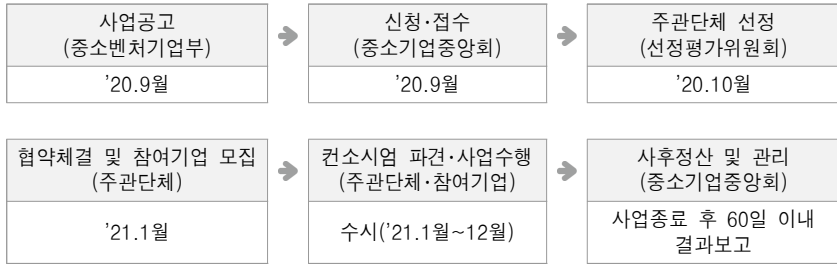 사업공고
(중소벤처기업부)
'20.9월
신청·접수
(중소기업중앙회)
'20.9월
주관단체 선정
(선정평가위원회)
'20.10월
협약체결 및 참여기업 모집
(주관단체)
'21.1월
컨소시엄 파견·사업수행
(주관단체·참여기업)
수시('21.1월~12월)
사후정산 및 관리
(중소기업중앙회)
사업종료 후 60일 이내
결과보고